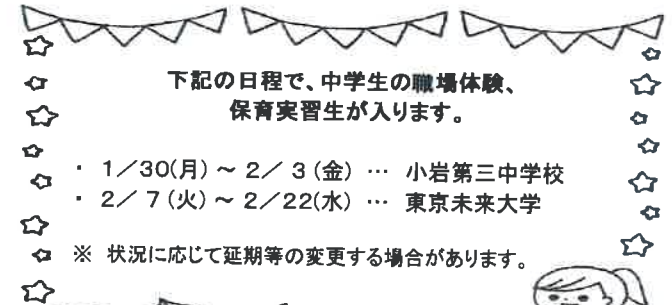 下記の日程で、中学生の職場体験、
保育実習生が入ります。
・ 1／30(月) ～ 2／ 3 (金) … 小岩第三中学校
・ 2／ 7 (火) ～ 2／22(水) … 東京未来大学
※ 状況に応じて延期等の変更する場合があります。